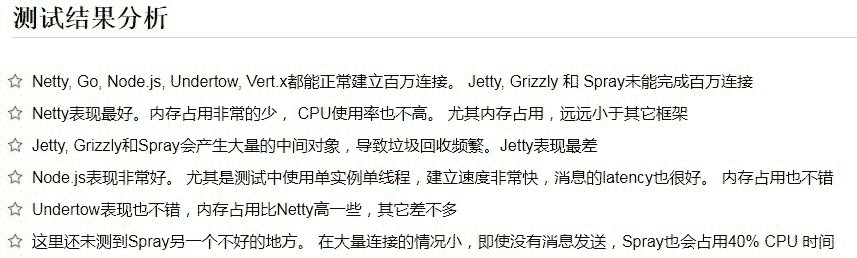 测试结果分析
Netty, Go, Node.js, Undertow, Vert.x都能正常建立百万连接。 Jetty, Grizzly 和 Spray未能完成百万连接
Netty表现最好。内存占用非常的少， CPU使用率也不高。 尤其内存占用，远远小于其它框架
Jetty, Grizzly和Spray会产生大量的中间对象，导致垃圾回收频繁。Jetty表现最差
Node.js表现非常好。 尤其是测试中使用单实例单线程，建立速度非常快，消息的latency也很好。 内存占用也不错
Undertow表现也不错，内存占用比Netty高一些，其它差不多
这里还未测到Spray另一个不好的地方。 在大量连接的情况小，即使没有消息发送，Spray也会占用40% CPU 时间